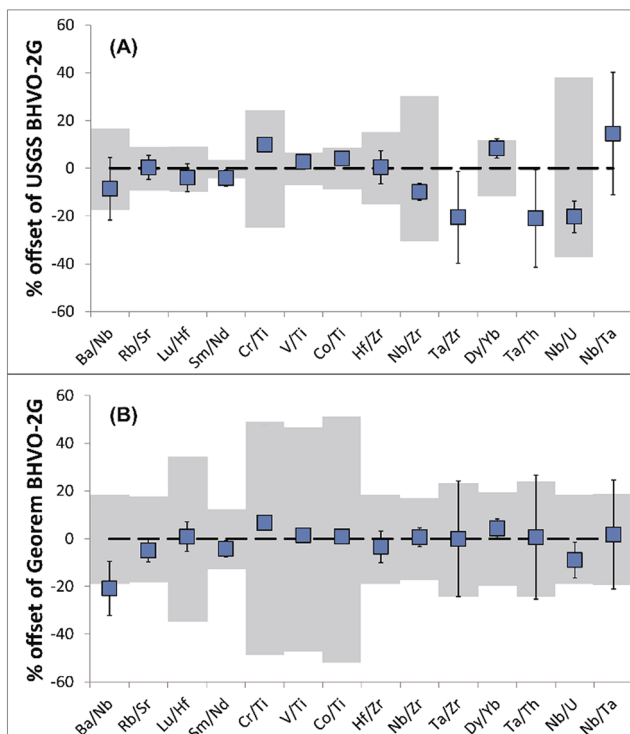 % offset of USGS BHVO-2G
(A)
60
40
20
0
-20
-40
-60
Ba/Nb
Rb/Sr
Lu/Hf
Sm/Nd
Cr/Ti
V/Ti
Co/Ti
Hf/Zr
Nb/Zr
Ta/Zr
Dy/Yb
Ta/Th
Nb/U
Nb/Ta
% offset of Georem BHVO-2G
(B)
60
40
20
0
-20
-40
-60
Ba/Nb
Rb/Sr
Lu/Hf
Sm/Nd
Cr/Ti
V/Ti
Co/Ti
Hf/Zr
Nb/Zr
Ta/Zr
Dy/Yb
Ta/Th
Nb/U
Nb/Ta